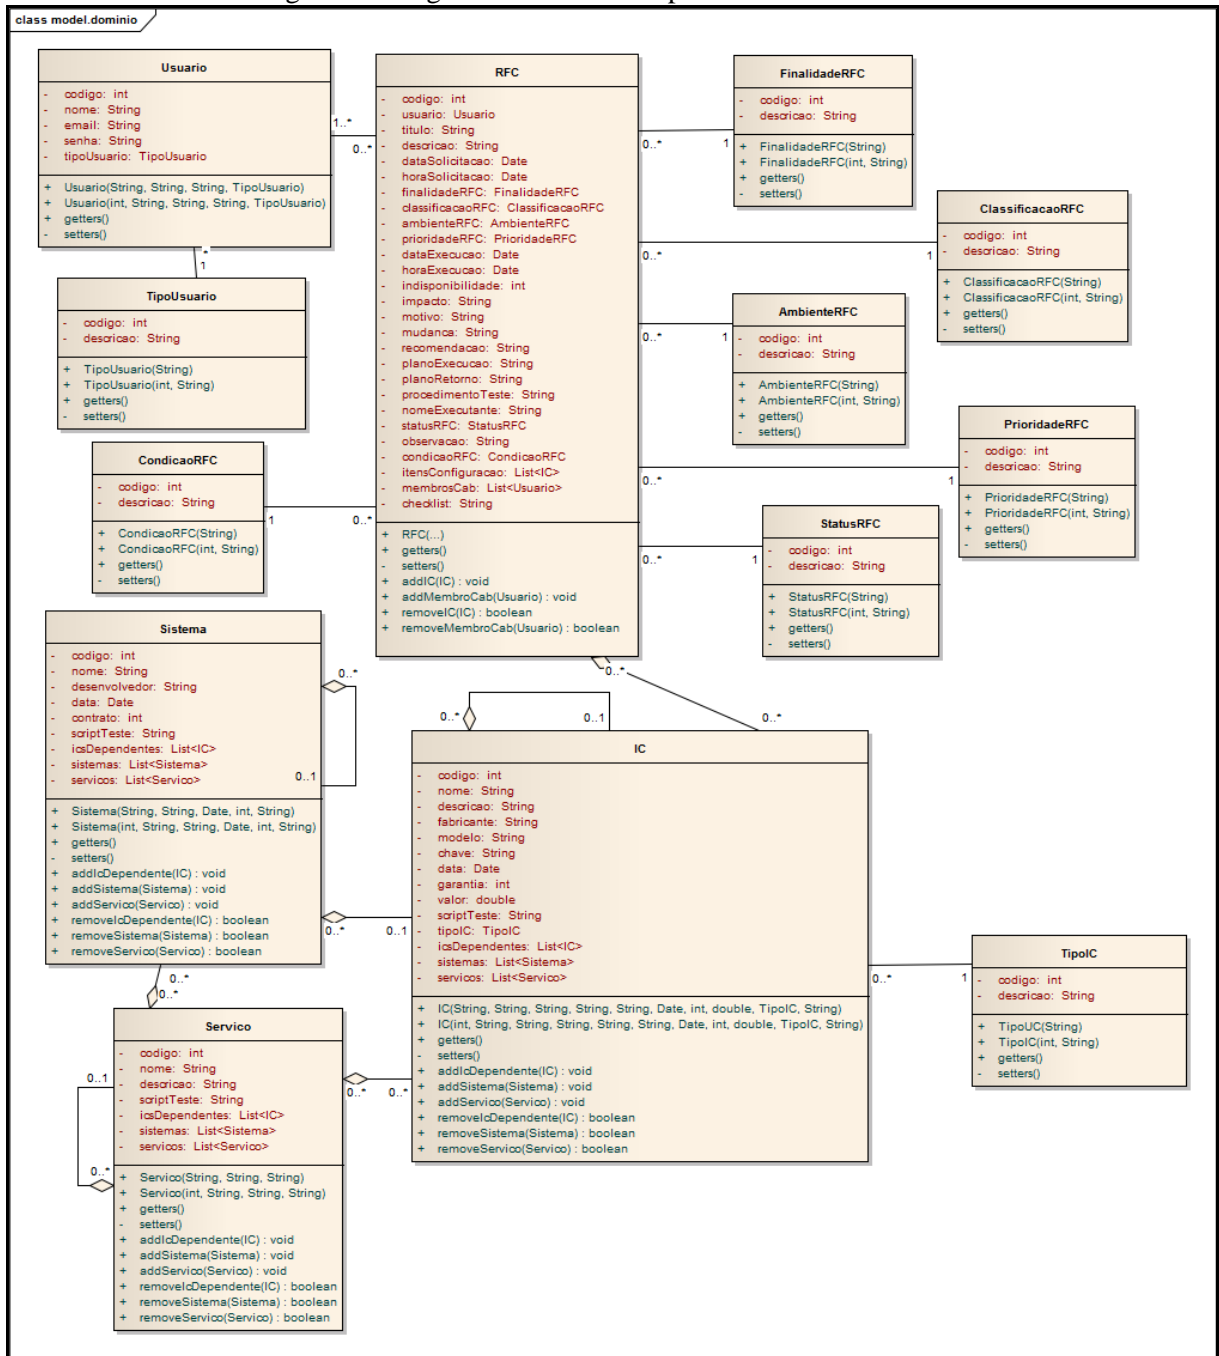 class model.dominio
Usuario
- codigo: int
- nome: String
- email: String
- senha: String
- tipoUsuario: TipoUsuario
+ Usuario(String, String, String, TipoUsuario)
+ Usuario(int, String, String, String, TipoUsuario)
+ getters()
- setters()
1..*
0..*
*
1
TipoUsuario
- codigo: int
- descricao: String
+ TipoUsuario(String)
+ TipoUsuario(int, String)
+ getters()
- setters()
CondicaoRFC
- codigo: int
- descricao: String
+ CondicaoRFC(String)
+ CondicaoRFC(int, String)
+ getters()
- setters()
1
0..*
RFC
- codigo: int
- usuario: Usuario
- titulo: String
- descricao: String
- dataSolicitacao: Date
- horaSolicitacao: Date
- finalidadeRFC: FinalidadeRFC
- classificacaoRFC: ClassificacaoRFC
- ambienteRFC: AmbienteRFC
- prioridadeRFC: PrioridadeRFC
- dataExecucao: Date
- horaExecucao: Date
- indisponibilidade: int
- impacto: String
- motivo: String
- mudanca: String
- recomendacao: String
- planoExecucao: String
- planoRetorno: String
- procedimentoTeste: String
- nomeExecutante: String
- statusRFC: StatusRFC
- observacao: String
- condicaoRFC: CondicaoRFC
- itensConfiguracao: List<IC>
- membrosCab: List<Usuario>
- checklist: String
+ RFC(...)
+ getters()
- setters()
+ addIC(IC) : void
+ addMembroCab(Usuario) : void
+ removeIC(IC) : boolean
+ removeMembroCab(Usuario) : boolean
FinalidadeRFC
- codigo: int
- descricao: String
+ FinalidadeRFC(String)
+ FinalidadeRFC(int, String)
+ getters()
- setters()
0..*
1
ClassificacaoRFC
- codigo: int
- descricao: String
+ ClassificacaoRFC(String)
+ ClassificacaoRFC(int, String)
+ getters()
- setters()
0..*
1
AmbienteRFC
- codigo: int
- descricao: String
+ AmbienteRFC(String)
+ AmbienteRFC(int, String)
+ getters()
- setters()
0..*
1
PrioridadeRFC
- codigo: int
- descricao: String
+ PrioridadeRFC(String)
+ PrioridadeRFC(int, String)
+ getters()
- setters()
0..*
1
StatusRFC
- codigo: int
- descricao: String
+ StatusRFC(String)
+ StatusRFC(int, String)
+ getters()
- setters()
0..*
1
Sistema
- codigo: int
- nome: String
- desenvolvedor: String
- data: Date
- contrato: int
- scriptTeste: String
- icsDependentes: List<IC>
- sistemas: List<Sistema>
- servicos: List<Servico>
+ Sistema(String, String, Date, int, String)
+ Sistema(int, String, String, Date, int, String)
+ getters()
- setters()
+ addIcDependente(IC) : void
+ addSistema(Sistema) : void
+ addServico(Servico) : void
+ removeIcDependente(IC) : boolean
+ removeSistema(Sistema) : boolean
+ removeServico(Servico) : boolean
0..*
0..1
0..*
0..1
0..*
0..*
0..*
0..*
0..*
0..1
IC
- codigo: int
- nome: String
- descricao: String
- fabricante: String
- modelo: String
- chave: String
- data: Date
- garantia: int
- valor: double
- scriptTeste: String
- tipoIC: TipoIC
- icsDependentes: List<IC>
- sistemas: List<Sistema>
- servicos: List<Servico>
+ IC(String, String, String, String, String, Date, int, double, TipoIC, String)
+ IC(int, String, String, String, String, String, Date, int, double, TipoIC, String)
+ getters()
- setters()
+ addIcDependente(IC) : void
+ addSistema(Sistema) : void
+ addServico(Servico) : void
+ removeIcDependente(IC) : boolean
+ removeSistema(Sistema) : boolean
+ removeServico(Servico) : boolean
0..*
1
TipoIC
- codigo: int
- descricao: String
+ TipoUC(String)
+ TipoIC(int, String)
+ getters()
- setters()
Servico
- codigo: int
- nome: String
- descricao: String
- scriptTeste: String
- icsDependentes: List<IC>
- sistemas: List<Sistema>
- servicos: List<Servico>
+ Servico(String, String, String)
+ Servico(int, String, String, String)
+ getters()
- setters()
+ addIcDependente(IC) : void
+ addSistema(Sistema) : void
+ addServico(Servico) : void
+ removeIcDependente(IC) : boolean
+ removeSistema(Sistema) : boolean
+ removeServico(Servico) : boolean
0..1
0..*
0..*
0..*